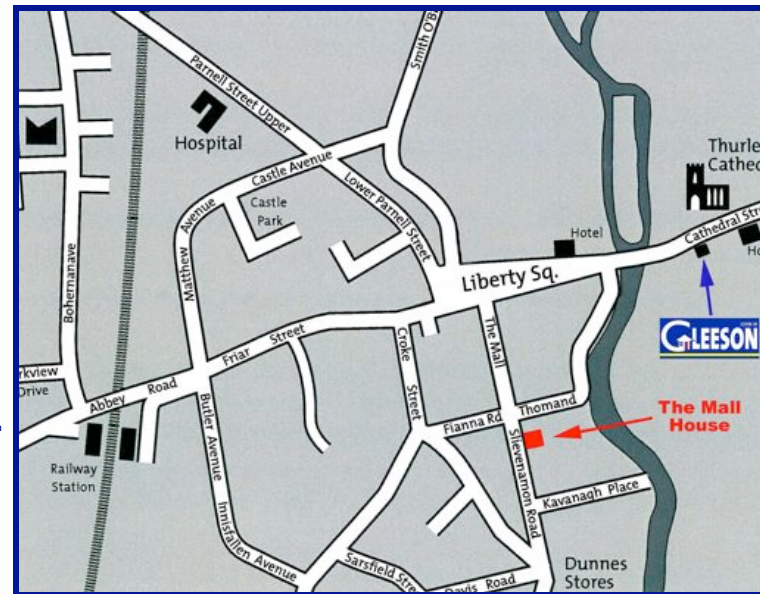 Smith O'B
Parnell Street Upper
Hospital
Castle Avenue
Thurle
Cathed
Castle
Park
Lower Parnell Street
Matthew Avenue
Hotel
Cathedral Str
Ho
Bohernanave
Liberty Sq.
GLEESON
The Mall
Friar Street
Croke Street
rkview
Drive
Abbey Road
Thomand
Fianna Rd
The Mall
House
Butler Avenue
Slievenamon Road
Railway
Station
Kavanagh Place
Innisfallen Avenue
Sarsfield Stre
Davis Road
Dunnes
Stores